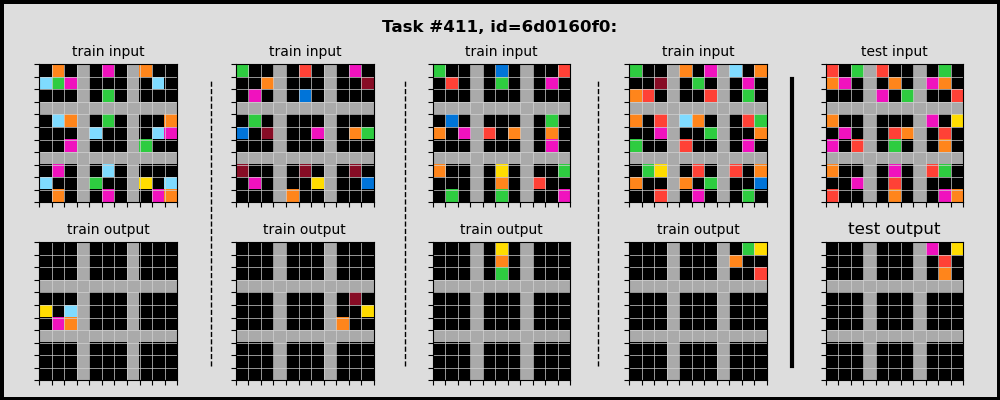 Task #411, id=6d0160f0:
train input train input train input train input test input
train output train output train output train output test output